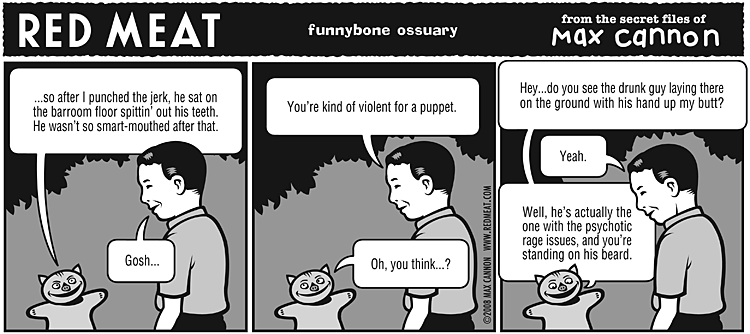 RED MEAT
funnybone ossuary
from the secret files of
Max cannon
...so after I punched the jerk, he sat on
the barroom floor spittin' out his teeth.
He wasn't so smart-mouthed after that.
Gosh...
You're kind of violent for a puppet.
Oh, you think...?
©2008 MAX CANNON WWW.REDMEAT.COM
Hey...do you see the drunk guy laying there
on the ground with his hand up my butt?
Yeah.
Well, he's actually the
one with the psychotic
rage issues, and you're
standing on his beard.